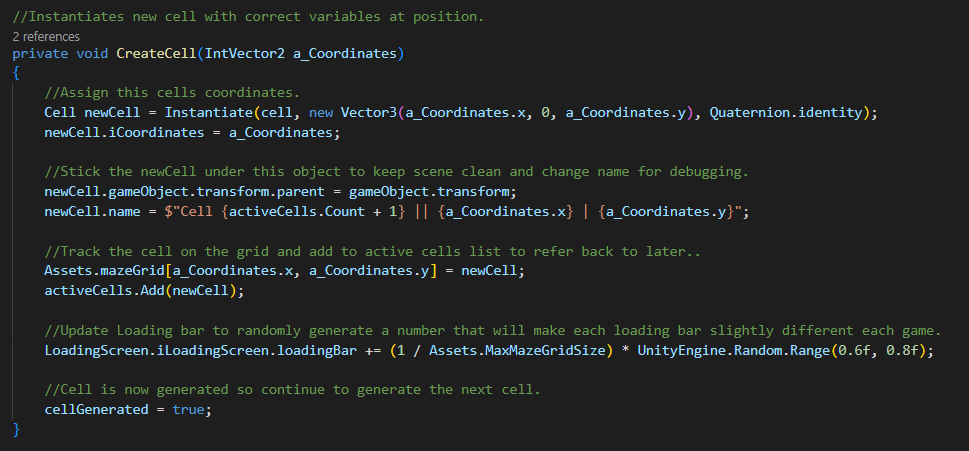 //Instantiates new cell with correct variables at position.
2 references
private void CreateCell(IntVector2 a_Coordinates)
{
    //Assign this cells coordinates.
    Cell newCell = Instantiate(cell, new Vector3(a_Coordinates.x, 0, a_Coordinates.y), Quaternion.identity);
    newCell.iCoordinates = a_Coordinates;

    //Stick the newCell under this object to keep scene clean and change name for debugging.
    newCell.gameObject.transform.parent = gameObject.transform;
    newCell.name = $"Cell {activeCells.Count + 1} || {a_Coordinates.x} | {a_Coordinates.y}";

    //Track the cell on the grid and add to active cells list to refer back to later..
    Assets.mazeGrid[a_Coordinates.x, a_Coordinates.y] = newCell;
    activeCells.Add(newCell);

    //Update Loading bar to randomly generate a number that will make each loading bar slightly different each game.
    LoadingScreen.iLoadingScreen.loadingBar += (1 / Assets.MaxMazeGridSize) * UnityEngine.Random.Range(0.6f, 0.8f);

    //Cell is now generated so continue to generate the next cell.
    cellGenerated = true;
}